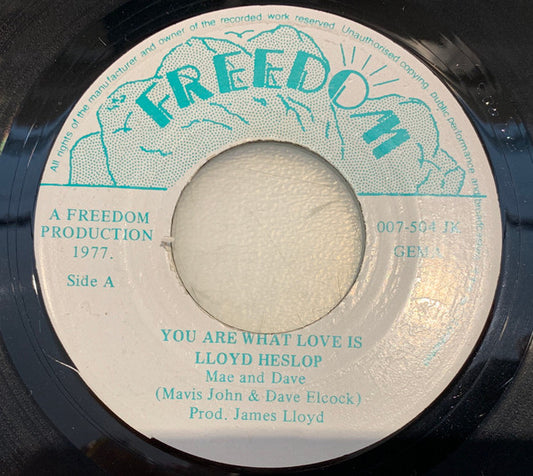 All rights of the manufacturer and owner of the recorded work reserved. Unauthorised copying, public performance and
FREEDOM
A FREEDOM
PRODUCTION
1977.
Side A
007-504
GEMA
YOU ARE WHAT LOVE IS
LLOYD HESLOP
Mae and Dave
(Mavis John & Dave Elcock)
Prod. James Lloyd